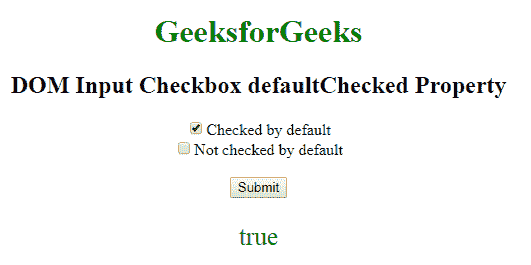 GeeksforGeeks
DOM Input Checkbox defaultChecked Property
Checked by default
Not checked by default
Submit
true